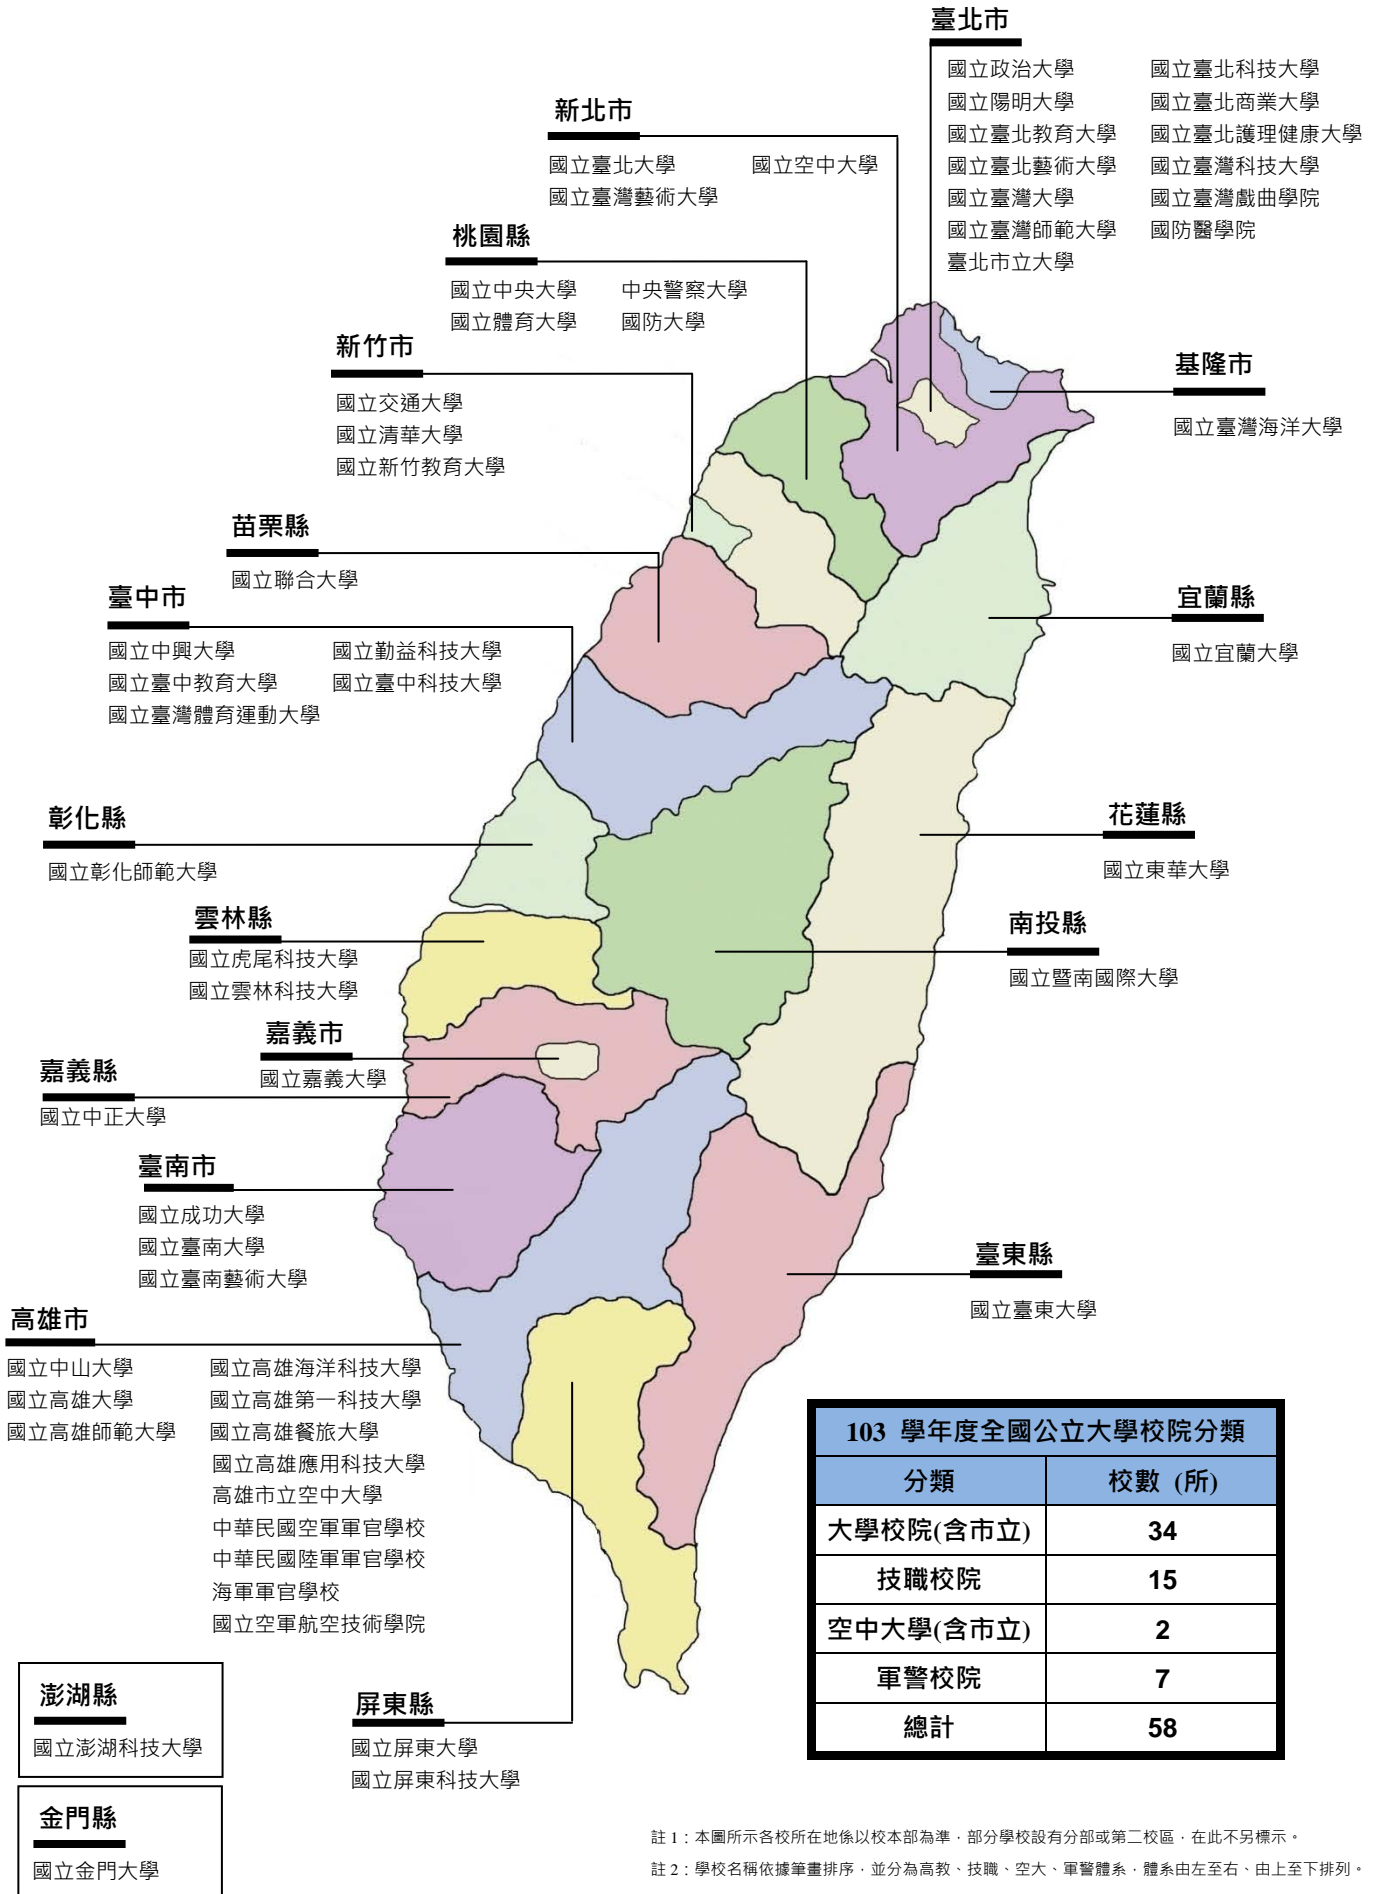 臺北市
國立政治大學 國立臺北科技大學
國立陽明大學 國立臺北商業大學
國立臺北教育大學 國立臺北護理健康大學
國立臺北藝術大學 國立臺灣科技大學
國立臺灣大學 國立臺灣戲曲學院
國立臺灣師範大學 國防醫學院
臺北市立大學
新北市
國立臺北大學 國立空中大學
國立臺灣藝術大學
桃園縣
國立中央大學 中央警察大學
國立體育大學 國防大學
新竹市
國立交通大學
國立清華大學
國立新竹教育大學
基隆市
國立臺灣海洋大學
苗栗縣
國立聯合大學
臺中市
國立中興大學 國立勤益科技大學
國立臺中教育大學 國立臺中科技大學
國立臺灣體育運動大學
宜蘭縣
國立宜蘭大學
彰化縣
國立彰化師範大學
花蓮縣
國立東華大學
雲林縣
國立虎尾科技大學
國立雲林科技大學
南投縣
國立暨南國際大學
嘉義市
國立嘉義大學
嘉義縣
國立中正大學
臺南市
國立成功大學
國立臺南大學
國立臺南藝術大學
臺東縣
國立臺東大學
高雄市
國立中山大學 國立高雄海洋科技大學
國立高雄大學 國立高雄第一科技大學
國立高雄師範大學 國立高雄餐旅大學
國立高雄應用科技大學
高雄市立空中大學
中華民國空軍軍官學校
中華民國陸軍軍官學校
海軍軍官學校
國立空軍航空技術學院
澎湖縣
國立澎湖科技大學
金門縣
國立金門大學
屏東縣
國立屏東大學
國立屏東科技大學
103 學年度全國公立大學校院分類
分類 校數 (所)
大學校院(含市立) 34
技職校院 15
空中大學(含市立) 2
軍警校院 7
總計 58
註 1：本圖所示各校所在地係以校本部為準，部分學校設有分部或第二校區，在此不另標示。
註 2：學校名稱依據筆畫排序，並分為高教、技職、空大、軍警體系，體系由左至右、由上至下排列。